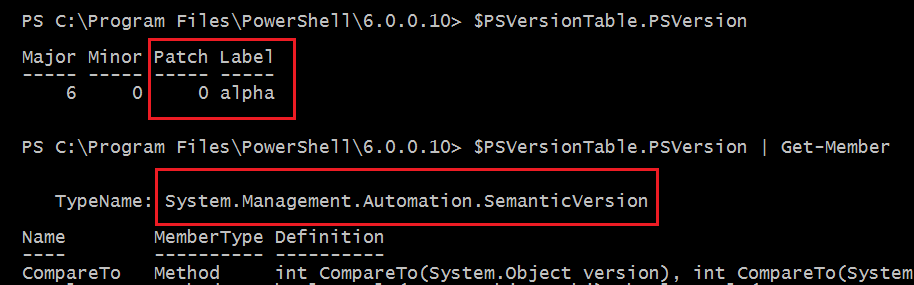 PS C:\Program Files\PowerShell\6.0.0.10> $PSVersionTable.PSVersion
Major Minor Patch Label
----- ----- ----- -----
6 0 0 alpha
PS C:\Program Files\PowerShell\6.0.0.10> $PSVersionTable.PSVersion | Get-Member
TypeName: System.Management.Automation.SemanticVersion
Name MemberType Definition
---- ---------- ----------
CompareTo Method int CompareTo(System.Object version), int CompareTo(System